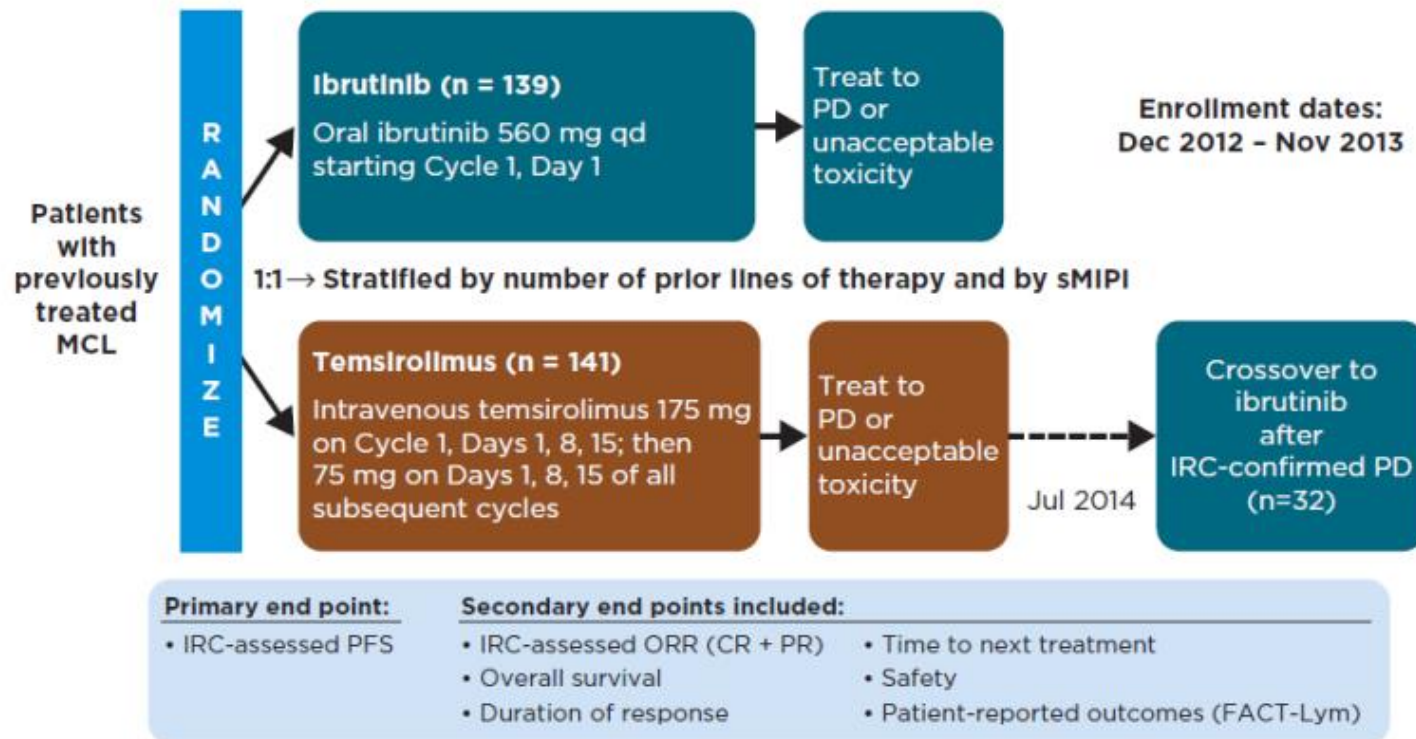 Patients
with
previously
treated
MCL
RANDOMIZE
Ibrutinib (n = 139)
Oral ibrutinib 560 mg qd
starting Cycle 1, Day 1
Treat to
PD or
unacceptable
toxicity
Enrollment dates:
Dec 2012 – Nov 2013
1:1→ Stratified by number of prior lines of therapy and by sMIPI
Temsirolimus (n = 141)
Intravenous temsirolimus 175 mg
on Cycle 1, Days 1, 8, 15; then
75 mg on Days 1, 8, 15 of all
subsequent cycles
Treat to
PD or
unacceptable
toxicity
Jul 2014
Crossover to
ibrutinib
after
IRC-confirmed PD
(n=32)
Primary end point:
• IRC-assessed PFS
Secondary end points included:
• IRC-assessed ORR (CR + PR)
• Overall survival
• Duration of response
• Time to next treatment
• Safety
• Patient-reported outcomes (FACT-Lym)